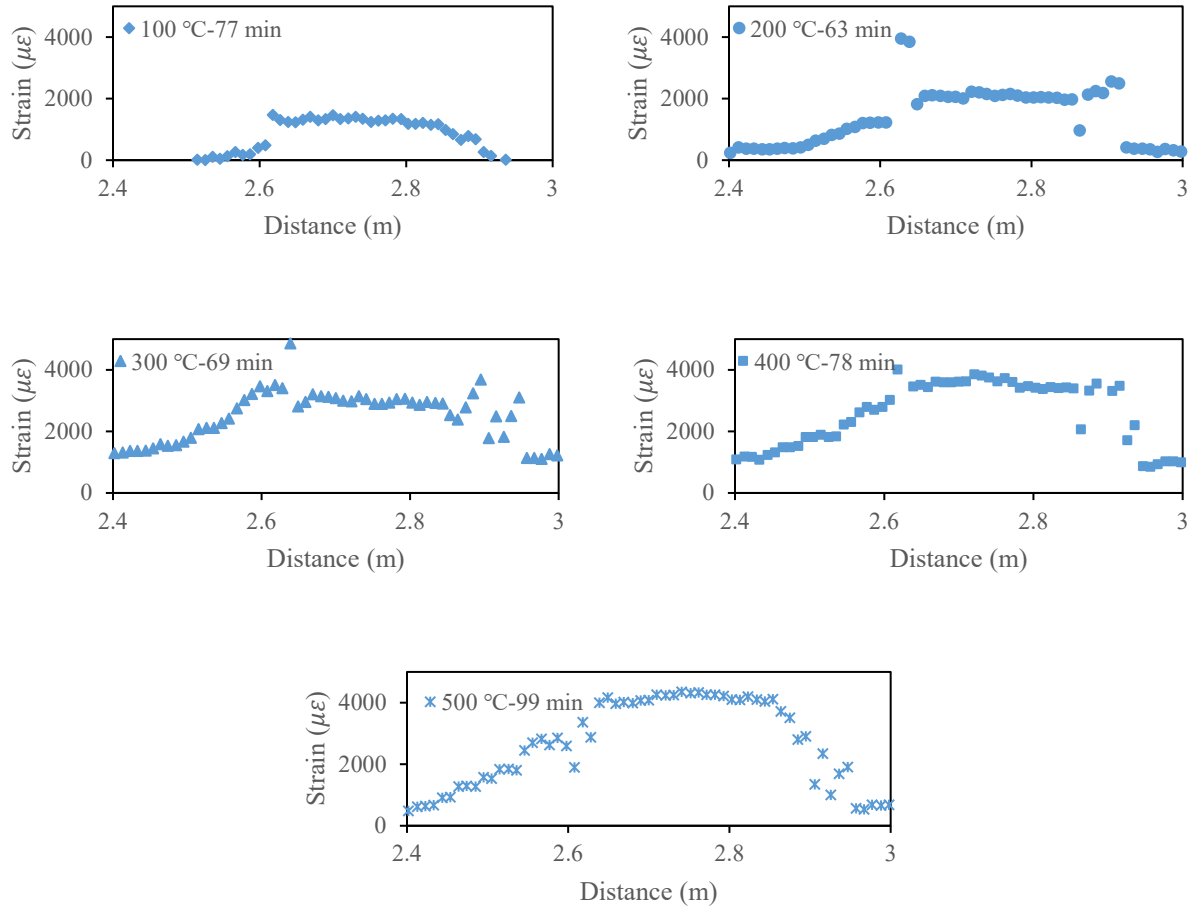 100 ℃-77 min
Strain (με)
4000
2000
0
2.4 2.6 2.8 3
Distance (m)
200 ℃-63 min
Strain (με)
4000
2000
0
2.4 2.6 2.8 3
Distance (m)
300 ℃-69 min
Strain (με)
4000
2000
0
2.4 2.6 2.8 3
Distance (m)
400 ℃-78 min
Strain (με)
4000
2000
0
2.4 2.6 2.8 3
Distance (m)
500 ℃-99 min
Strain (με)
4000
2000
0
2.4 2.6 2.8 3
Distance (m)